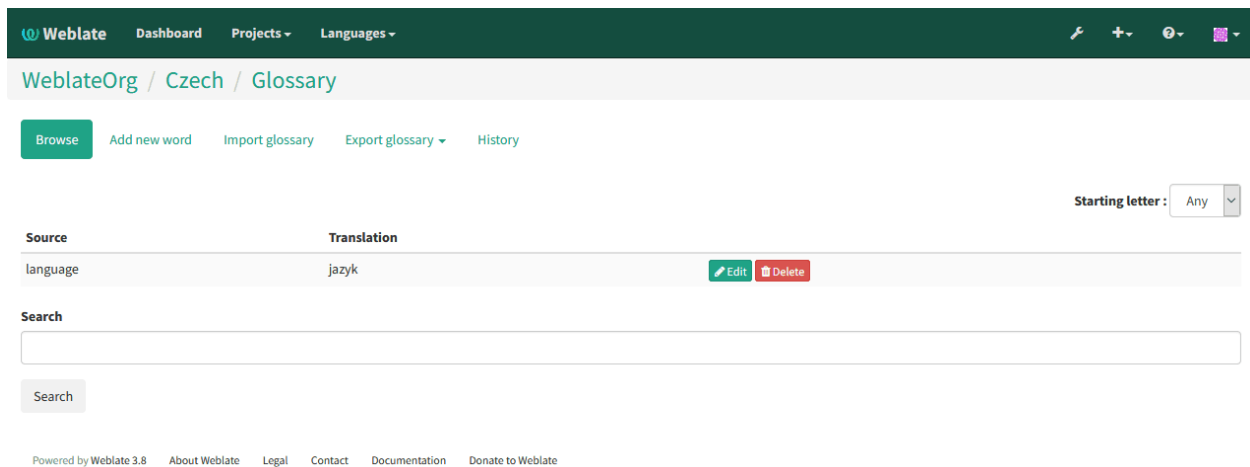 Weblate Dashboard Projects Languages
WeblateOrg / Czech / Glossary
Browse Add new word Import glossary Export glossary History
Starting letter : Any
Source Translation
language jazyk Edit Delete
Search
Search
Powered by Weblate 3.8 About Weblate Legal Contact Documentation Donate to Weblate